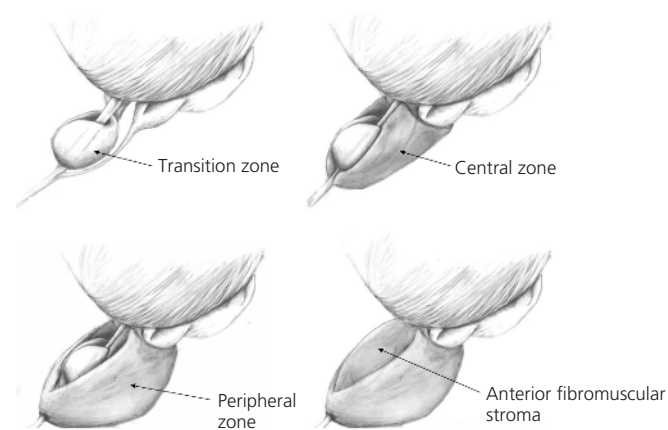 Transition zone
Central zone
Peripheral
zone
Anterior fibromuscular
stroma